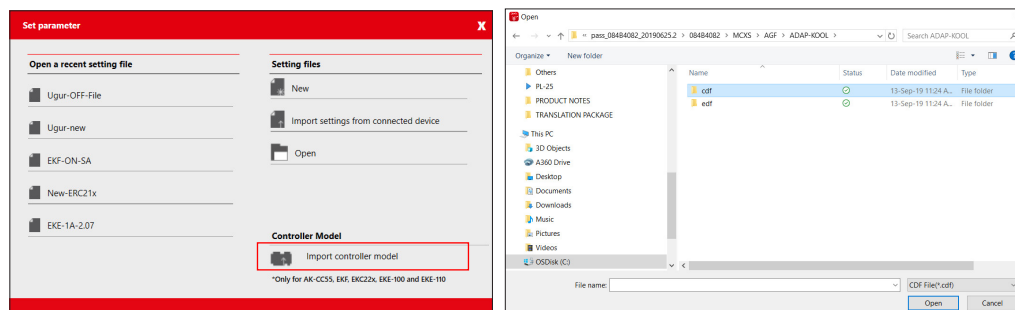 Set parameter
X
Open a recent setting file
Ugur-OFF-File
Ugur-new
EKF-ON-SA
New-ERC21x
EKE-1A-2.07
Setting files
New
Import settings from connected device
Open
Controller Model
Import controller model
*Only for AK-CC55, EKF, EKC22x, EKE-100 and EKE-110
Open
« pass_084B4082_20190625.2 > 084B4082 > MCXS > AGF > ADAP-KOOL >
Search ADAP-KOOL
Organize
New folder
Others
PL-25
PRODUCT NOTES
TRANSLATION PACKAGE
This PC
3D Objects
A360 Drive
Desktop
Documents
Downloads
Music
Pictures
Videos
OSDisk (C:)
Name Status Date modified Type
cdf 13-Sep-19 11:24 A... File folder
edf 13-Sep-19 11:24 A... File folder
File name:
CDF File(*.cdf)
Open Cancel